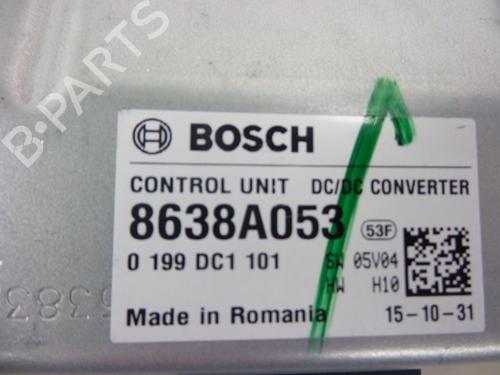 B-PARTS
BOSCH
CONTROL UNIT DC/DC CONVERTER
8638A053 53F
0 199 DC1 101 SW 05V04
HW H10
Made in Romania 15-10-31